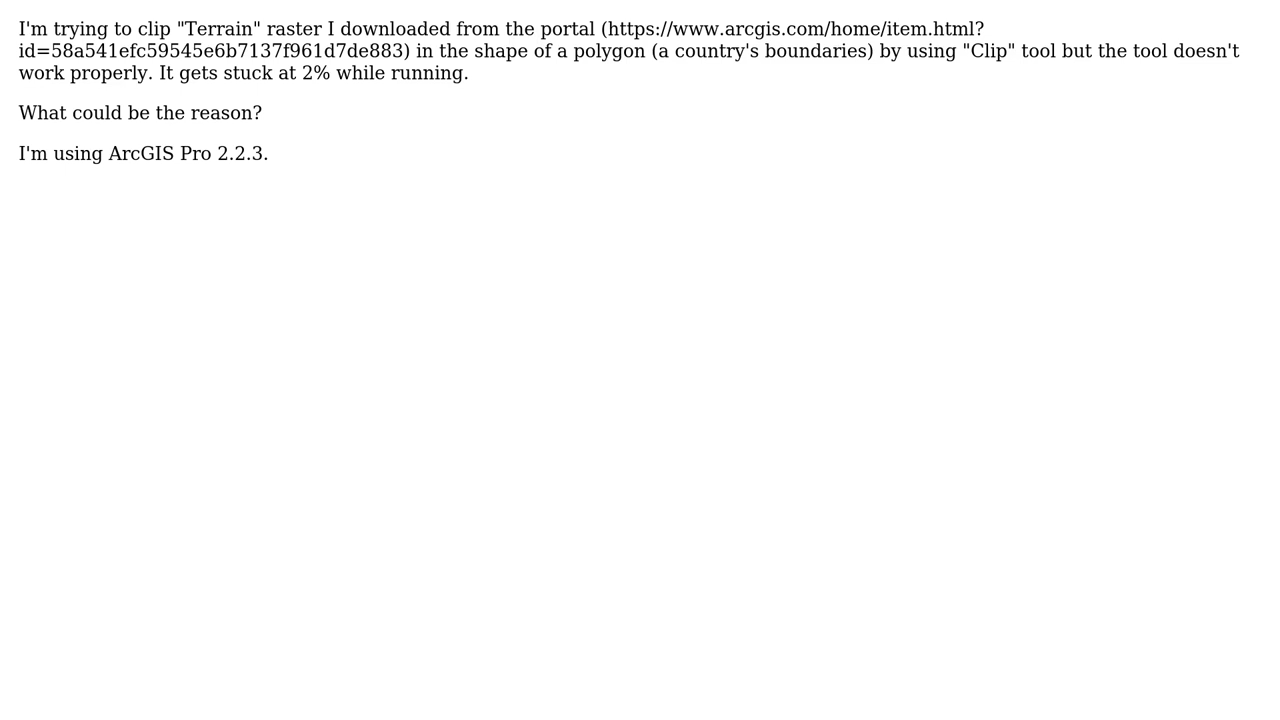 I'm trying to clip "Terrain" raster I downloaded from the portal (https://www.arcgis.com/home/item.html?
id=58a541efc59545e6b7137f961d7de883) in the shape of a polygon (a country's boundaries) by using "Clip" tool but the tool doesn't
work properly. It gets stuck at 2% while running.
What could be the reason?
I'm using ArcGIS Pro 2.2.3.